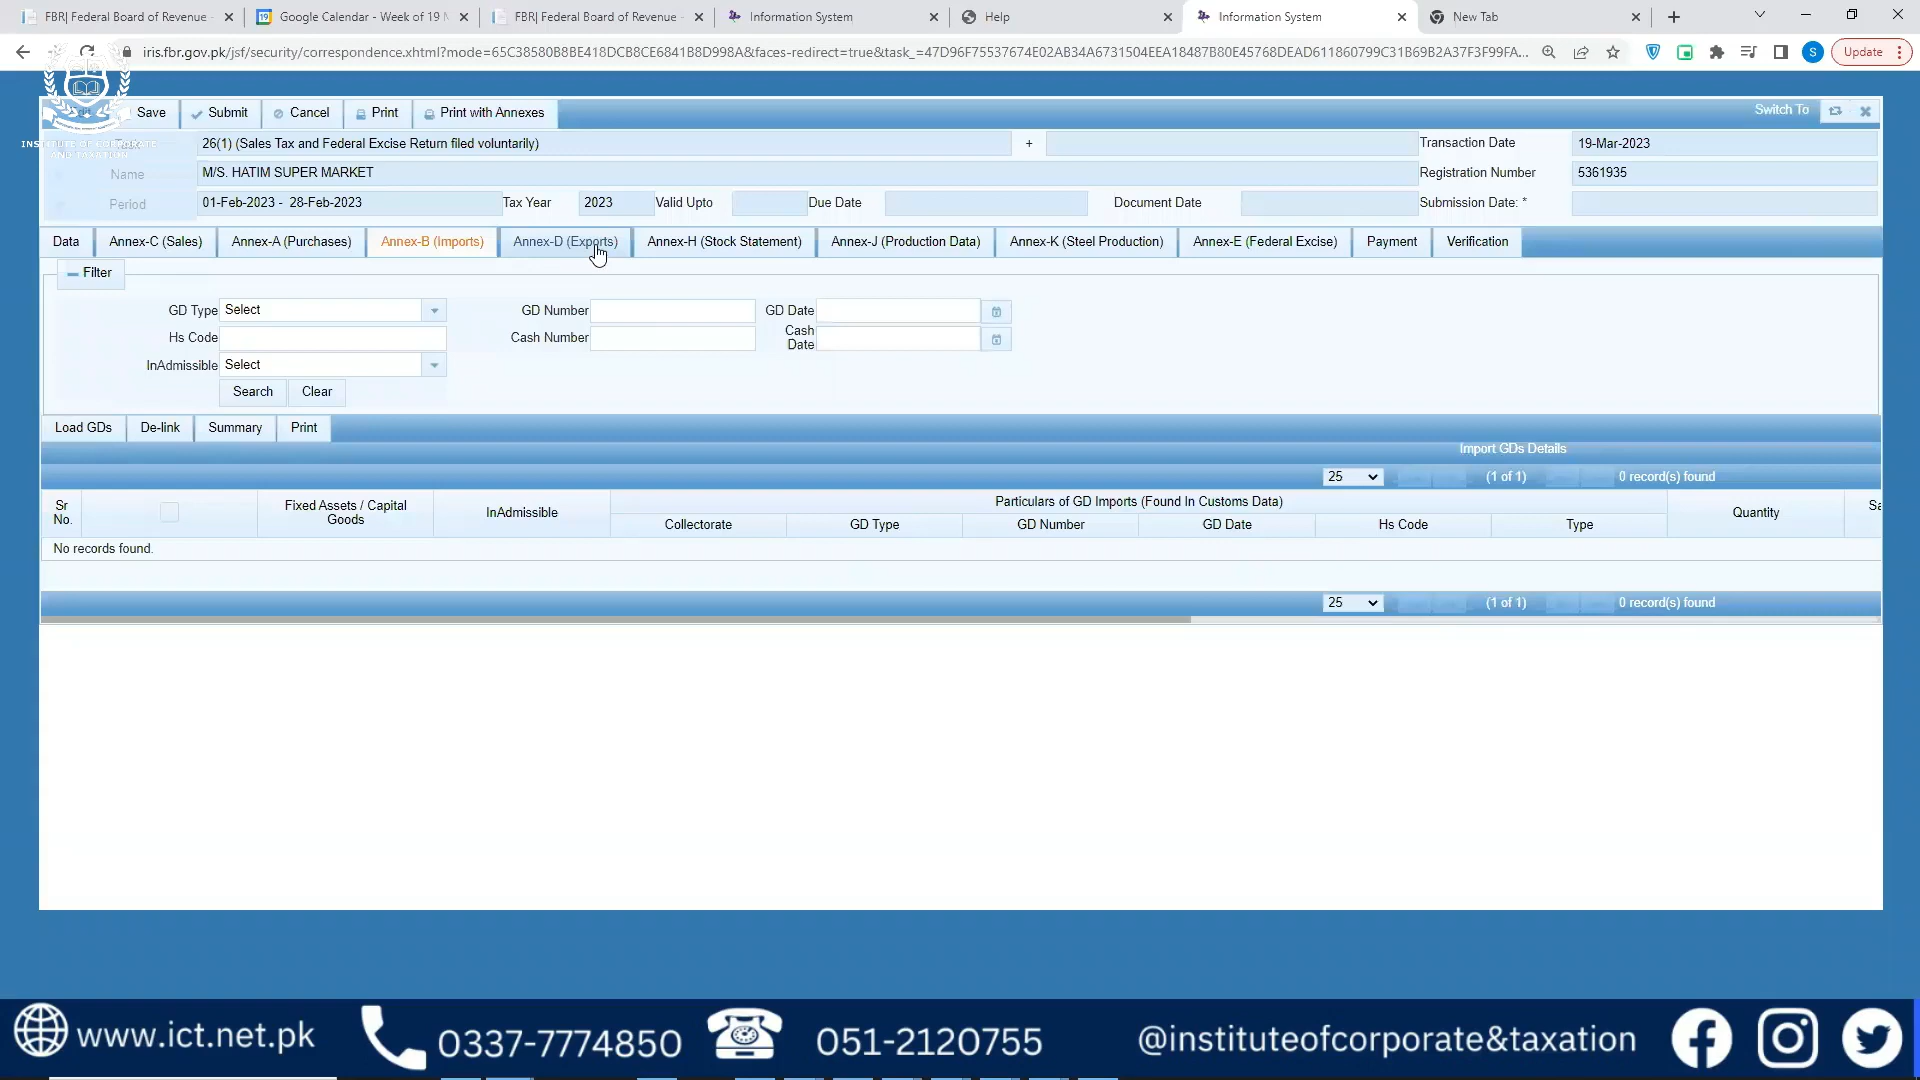 FBR| Federal Board of Revenue
Google Calendar - Week of 19 M
FBR| Federal Board of Revenue
Information System
Help
Information System
New Tab
iris.fbr.gov.pk/jsf/security/correspondence.xhtml?mode=65C38580B8BE418DCB8CE6841B8D998A&faces-redirect=true&task_=47D96F75537674E02AB34A6731504EEA18487B80E45768DEAD611860799C31B69B2A37F3F99FA...
S
Update
Save
Submit
Cancel
Print
Print with Annexes
Switch To
INSTITUTE OF CORPORATE
AND TAXATION
26(1) (Sales Tax and Federal Excise Return filed voluntarily)
+
Transaction Date
19-Mar-2023
Name
M/S. HATIM SUPER MARKET
Registration Number
5361935
Period
01-Feb-2023 - 28-Feb-2023
Tax Year
2023
Valid Upto
Due Date
Document Date
Submission Date: *
Data
Annex-C (Sales)
Annex-A (Purchases)
Annex-B (Imports)
Annex-D (Exports)
Annex-H (Stock Statement)
Annex-J (Production Data)
Annex-K (Steel Production)
Annex-E (Federal Excise)
Payment
Verification
Filter
GD Type
Select
GD Number
GD Date
Hs Code
Cash Number
Cash
Date
InAdmissible
Select
Search
Clear
Load GDs
De-link
Summary
Print
Import GDs Details
25
(1 of 1)
0 record(s) found
Sr
No.
Fixed Assets / Capital
Goods
InAdmissible
Particulars of GD Imports (Found In Customs Data)
Collectorate
GD Type
GD Number
GD Date
Hs Code
Type
Quantity
Sa
No records found.
25
(1 of 1)
0 record(s) found
www.ict.net.pk
0337-7774850
051-2120755
@instituteofcorporate&taxation